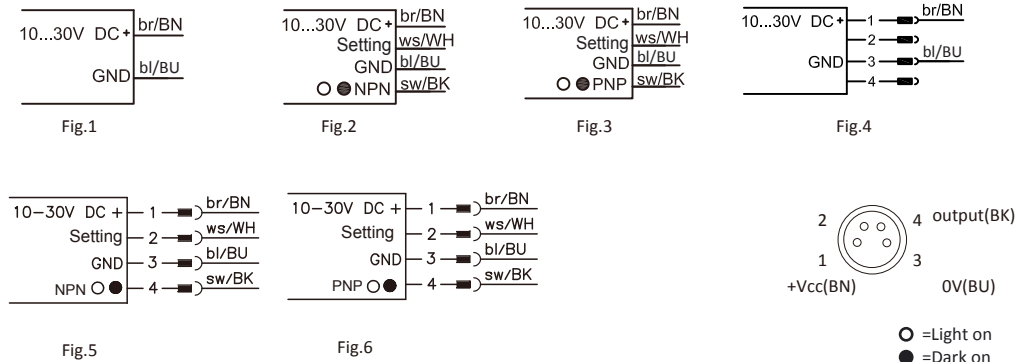 10...30V DC + br/BN
GND bl/BU
Fig.1
10...30V DC + br/BN
Setting ws/WH
GND bl/BU
NPN sw/BK
Fig.2
10...30V DC + br/BN
Setting ws/WH
GND bl/BU
PNP sw/BK
Fig.3
10...30V DC + 1 br/BN
2
GND 3 bl/BU
4
Fig.4
10-30V DC + 1 br/BN
Setting 2 ws/WH
GND 3 bl/BU
NPN 4 sw/BK
Fig.5
10-30V DC + 1 br/BN
Setting 2 ws/WH
GND 3 bl/BU
PNP 4 sw/BK
Fig.6
2 4 output(BK)
1 3
+Vcc(BN) 0V(BU)
=Light on
=Dark on